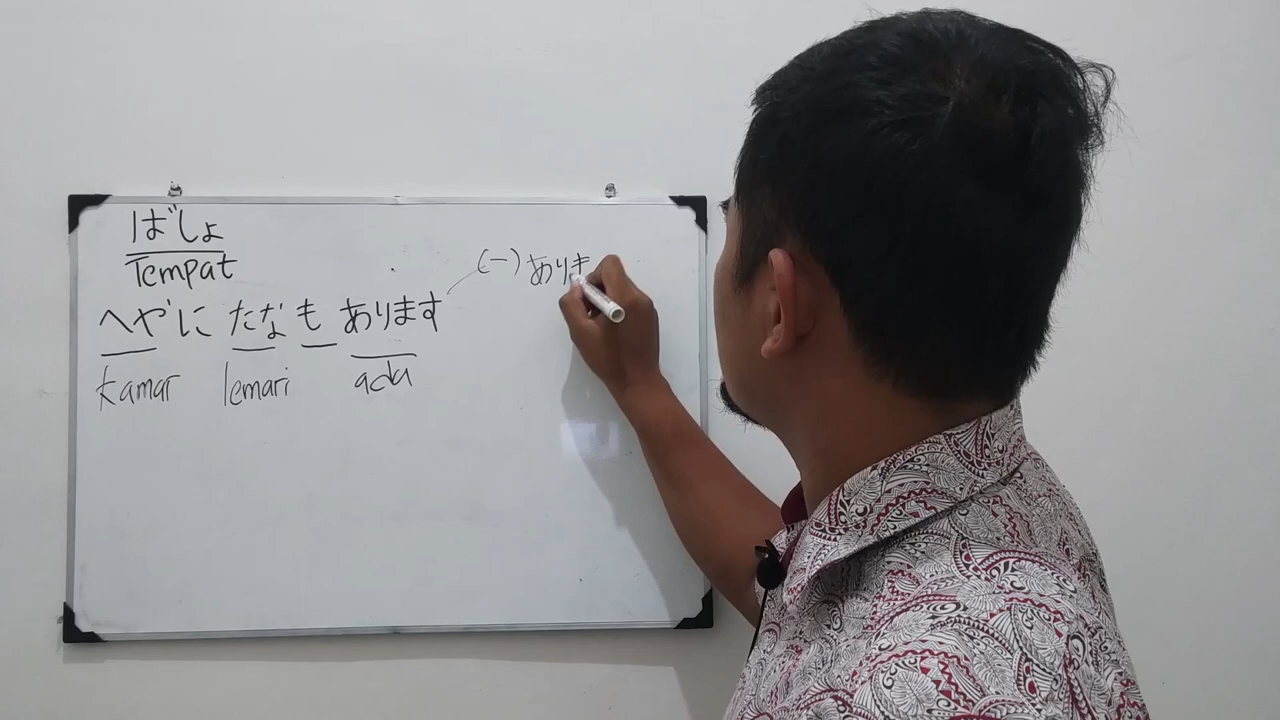 ばしょ
Tempat
(-) ありま
へやに たなも あります
kamar lemari ada